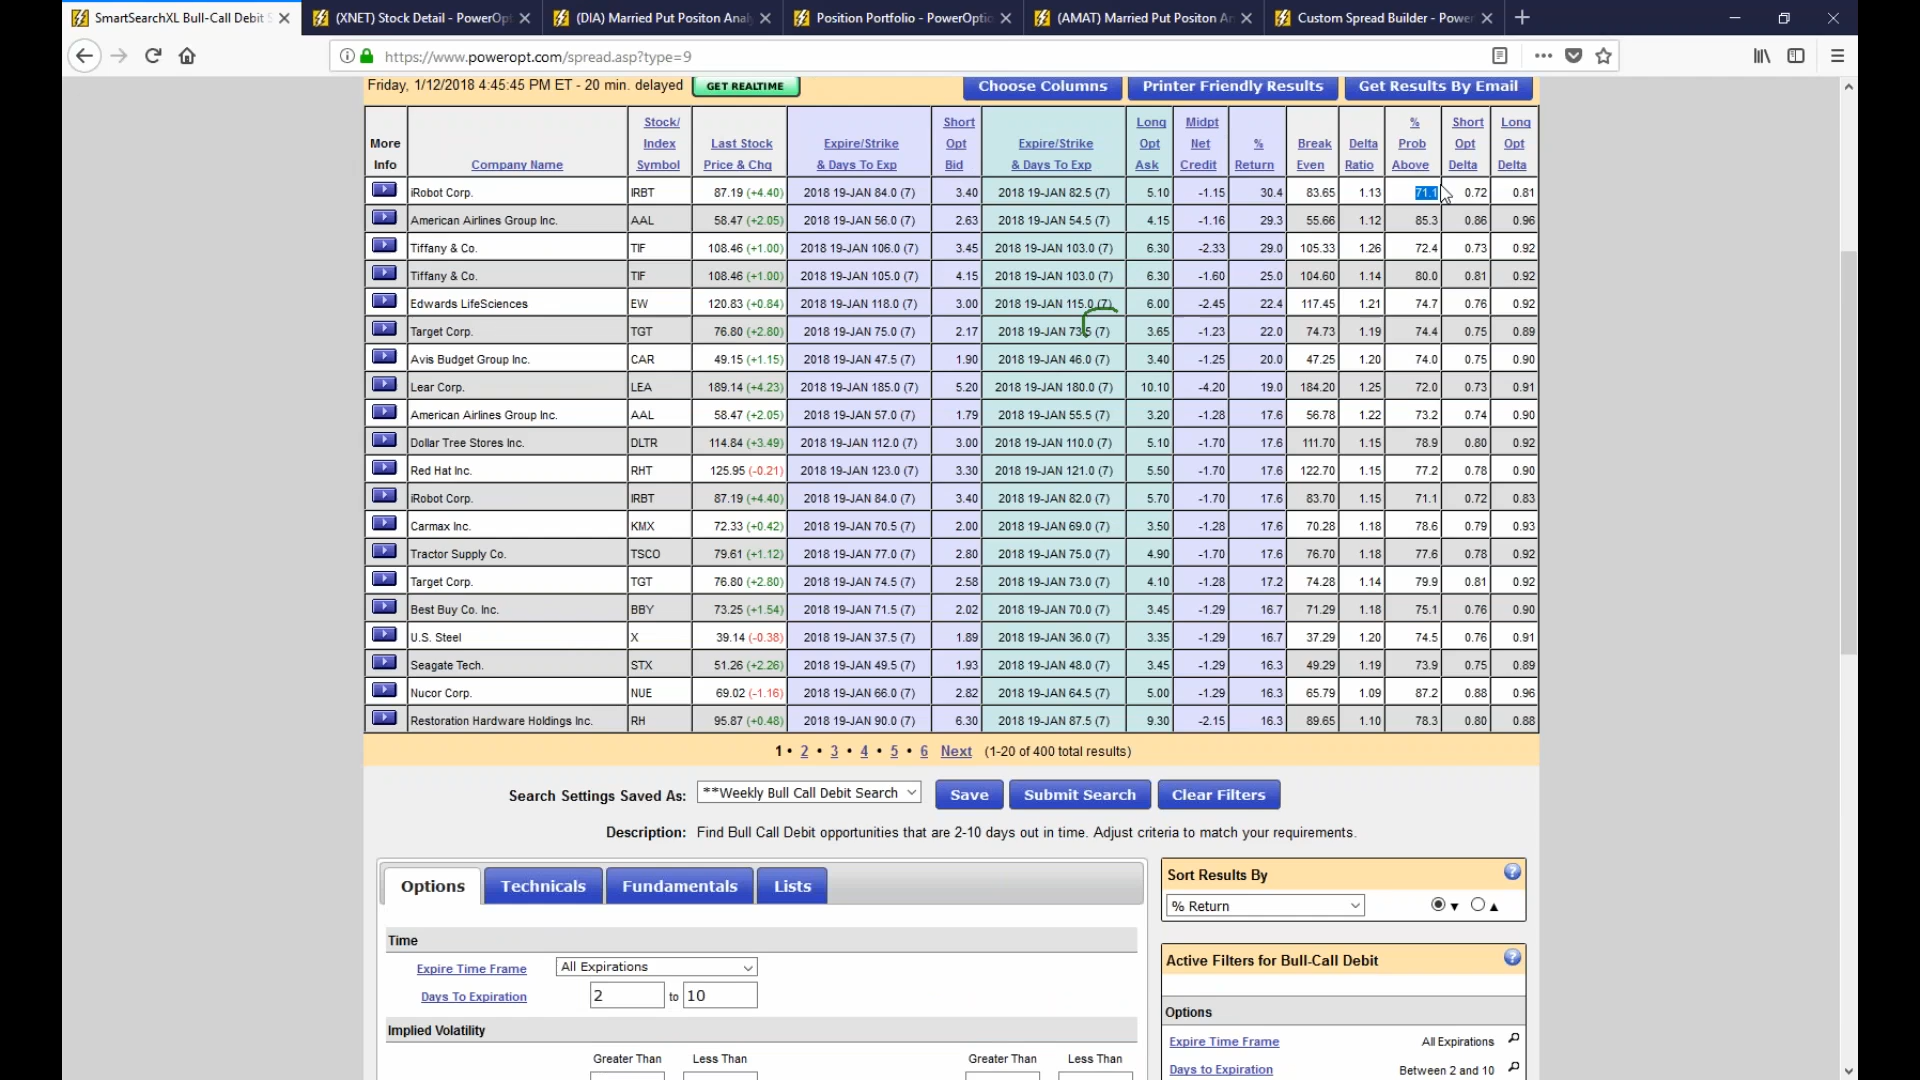 SmartSearchXL Bull-Call Debit S
(XNET) Stock Detail - PowerOpt
(DIA) Married Put Positon Anal
Position Portfolio - PowerOptio
(AMAT) Married Put Positon An
Custom Spread Builder - Power
https://www.poweropt.com/spread.asp?type=9
Friday, 1/12/2018 4:45:45 PM ET - 20 min. delayed GET REALTIME Choose Columns Printer Friendly Results Get Results By Email
More Info Company Name Stock/ Index Symbol Last Stock Price & Chg Expire/Strike & Days To Exp Short Opt Bid Expire/Strike & Days To Exp Long Opt Ask Midpt Net Credit % Return Break Even Delta Ratio % Prob Above Short Opt Delta Long Opt Delta
iRobot Corp. IRBT 87.19 (+4.40) 2018 19-JAN 84.0 (7) 3.40 2018 19-JAN 82.5 (7) 5.10 -1.15 30.4 83.65 1.13 71.1 0.72 0.81
American Airlines Group Inc. AAL 58.47 (+2.05) 2018 19-JAN 56.0 (7) 2.63 2018 19-JAN 54.5 (7) 4.15 -1.16 29.3 55.66 1.12 85.3 0.86 0.96
Tiffany & Co. TIF 108.46 (+1.00) 2018 19-JAN 106.0 (7) 3.45 2018 19-JAN 103.0 (7) 6.30 -2.33 29.0 105.33 1.26 72.4 0.73 0.92
Tiffany & Co. TIF 108.46 (+1.00) 2018 19-JAN 105.0 (7) 4.15 2018 19-JAN 103.0 (7) 6.30 -1.60 25.0 104.60 1.14 80.0 0.81 0.92
Edwards LifeSciences EW 120.83 (+0.84) 2018 19-JAN 118.0 (7) 3.00 2018 19-JAN 115.0 (7) 6.00 -2.45 22.4 117.45 1.21 74.7 0.76 0.92
Target Corp. TGT 76.80 (+2.80) 2018 19-JAN 75.0 (7) 2.17 2018 19-JAN 73.5 (7) 3.65 -1.23 22.0 74.73 1.19 74.4 0.75 0.89
Avis Budget Group Inc. CAR 49.15 (+1.15) 2018 19-JAN 47.5 (7) 1.90 2018 19-JAN 46.0 (7) 3.40 -1.25 20.0 47.25 1.20 74.0 0.75 0.90
Lear Corp. LEA 189.14 (+4.23) 2018 19-JAN 185.0 (7) 5.20 2018 19-JAN 180.0 (7) 10.10 -4.20 19.0 184.20 1.25 72.0 0.73 0.91
American Airlines Group Inc. AAL 58.47 (+2.05) 2018 19-JAN 57.0 (7) 1.79 2018 19-JAN 55.5 (7) 3.20 -1.28 17.6 56.78 1.22 73.2 0.74 0.90
Dollar Tree Stores Inc. DLTR 114.84 (+3.49) 2018 19-JAN 112.0 (7) 3.00 2018 19-JAN 110.0 (7) 5.10 -1.70 17.6 111.70 1.15 78.9 0.80 0.92
Red Hat Inc. RHT 125.95 (-0.21) 2018 19-JAN 123.0 (7) 3.30 2018 19-JAN 121.0 (7) 5.50 -1.70 17.6 122.70 1.15 77.2 0.78 0.90
iRobot Corp. IRBT 87.19 (+4.40) 2018 19-JAN 84.0 (7) 3.40 2018 19-JAN 82.0 (7) 5.70 -1.70 17.6 83.70 1.15 71.1 0.72 0.83
Carmax Inc. KMX 72.33 (+0.42) 2018 19-JAN 70.5 (7) 2.00 2018 19-JAN 69.0 (7) 3.50 -1.28 17.6 70.28 1.18 78.6 0.79 0.93
Tractor Supply Co. TSCO 79.61 (+1.12) 2018 19-JAN 77.0 (7) 2.80 2018 19-JAN 75.0 (7) 4.90 -1.70 17.6 76.70 1.18 77.6 0.78 0.92
Target Corp. TGT 76.80 (+2.80) 2018 19-JAN 74.5 (7) 2.58 2018 19-JAN 73.0 (7) 4.10 -1.28 17.2 74.28 1.14 79.9 0.81 0.92
Best Buy Co. Inc. BBY 73.25 (+1.54) 2018 19-JAN 71.5 (7) 2.02 2018 19-JAN 70.0 (7) 3.45 -1.29 16.7 71.29 1.18 75.1 0.76 0.90
U.S. Steel X 39.14 (-0.38) 2018 19-JAN 37.5 (7) 1.89 2018 19-JAN 36.0 (7) 3.35 -1.29 16.7 37.29 1.20 74.5 0.76 0.91
Seagate Tech. STX 51.26 (+2.26) 2018 19-JAN 49.5 (7) 1.93 2018 19-JAN 48.0 (7) 3.45 -1.29 16.3 49.29 1.19 73.9 0.75 0.89
Nucor Corp. NUE 69.02 (-1.16) 2018 19-JAN 66.0 (7) 2.82 2018 19-JAN 64.5 (7) 5.00 -1.29 16.3 65.79 1.09 87.2 0.88 0.96
Restoration Hardware Holdings Inc. RH 95.87 (+0.48) 2018 19-JAN 90.0 (7) 6.30 2018 19-JAN 87.5 (7) 9.30 -2.15 16.3 89.65 1.10 78.3 0.80 0.88
1 • 2 • 3 • 4 • 5 • 6 Next (1-20 of 400 total results)
Search Settings Saved As: **Weekly Bull Call Debit Search Save Submit Search Clear Filters
Description: Find Bull Call Debit opportunities that are 2-10 days out in time. Adjust criteria to match your requirements.
Options Technicals Fundamentals Lists
Time
Expire Time Frame All Expirations
Days To Expiration 2 to 10
Implied Volatility
Greater Than Less Than Greater Than Less Than
Sort Results By
% Return
Active Filters for Bull-Call Debit
Options
Expire Time Frame All Expirations
Days to Expiration Between 2 and 10